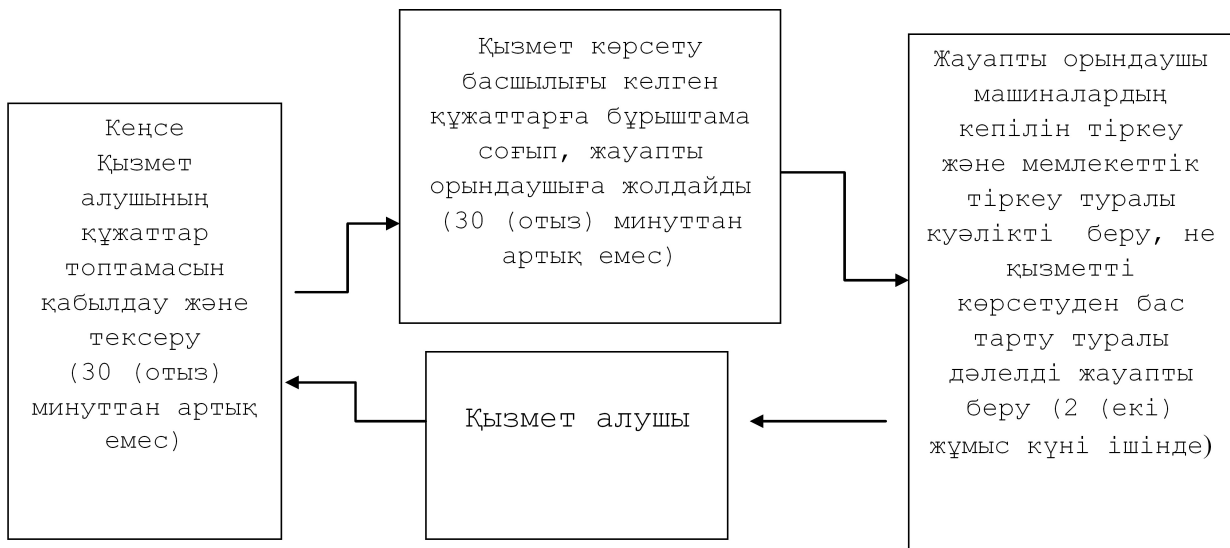 Кеңсе
Қызмет
алушының
құжаттар
топтамасын
қабылдау және
тексеру
(30 (отыз)
минуттан артық
емес)
Қызмет көрсету
басшылығы келген
құжаттарға бұрыштама
соғып, жауапты
орындаушыға жолдайды
(30 (отыз) минуттан
артық емес)
Жауапты орындаушы
машиналардың
кепілін тіркеу
және мемлекеттік
тіркеу туралы
куәлікті беру, не
қызметті
көрсетуден бас
тарту туралы
дәлелді жауапты
беру (2 (екі)
жұмыс күні ішінде)
Қызмет алушы